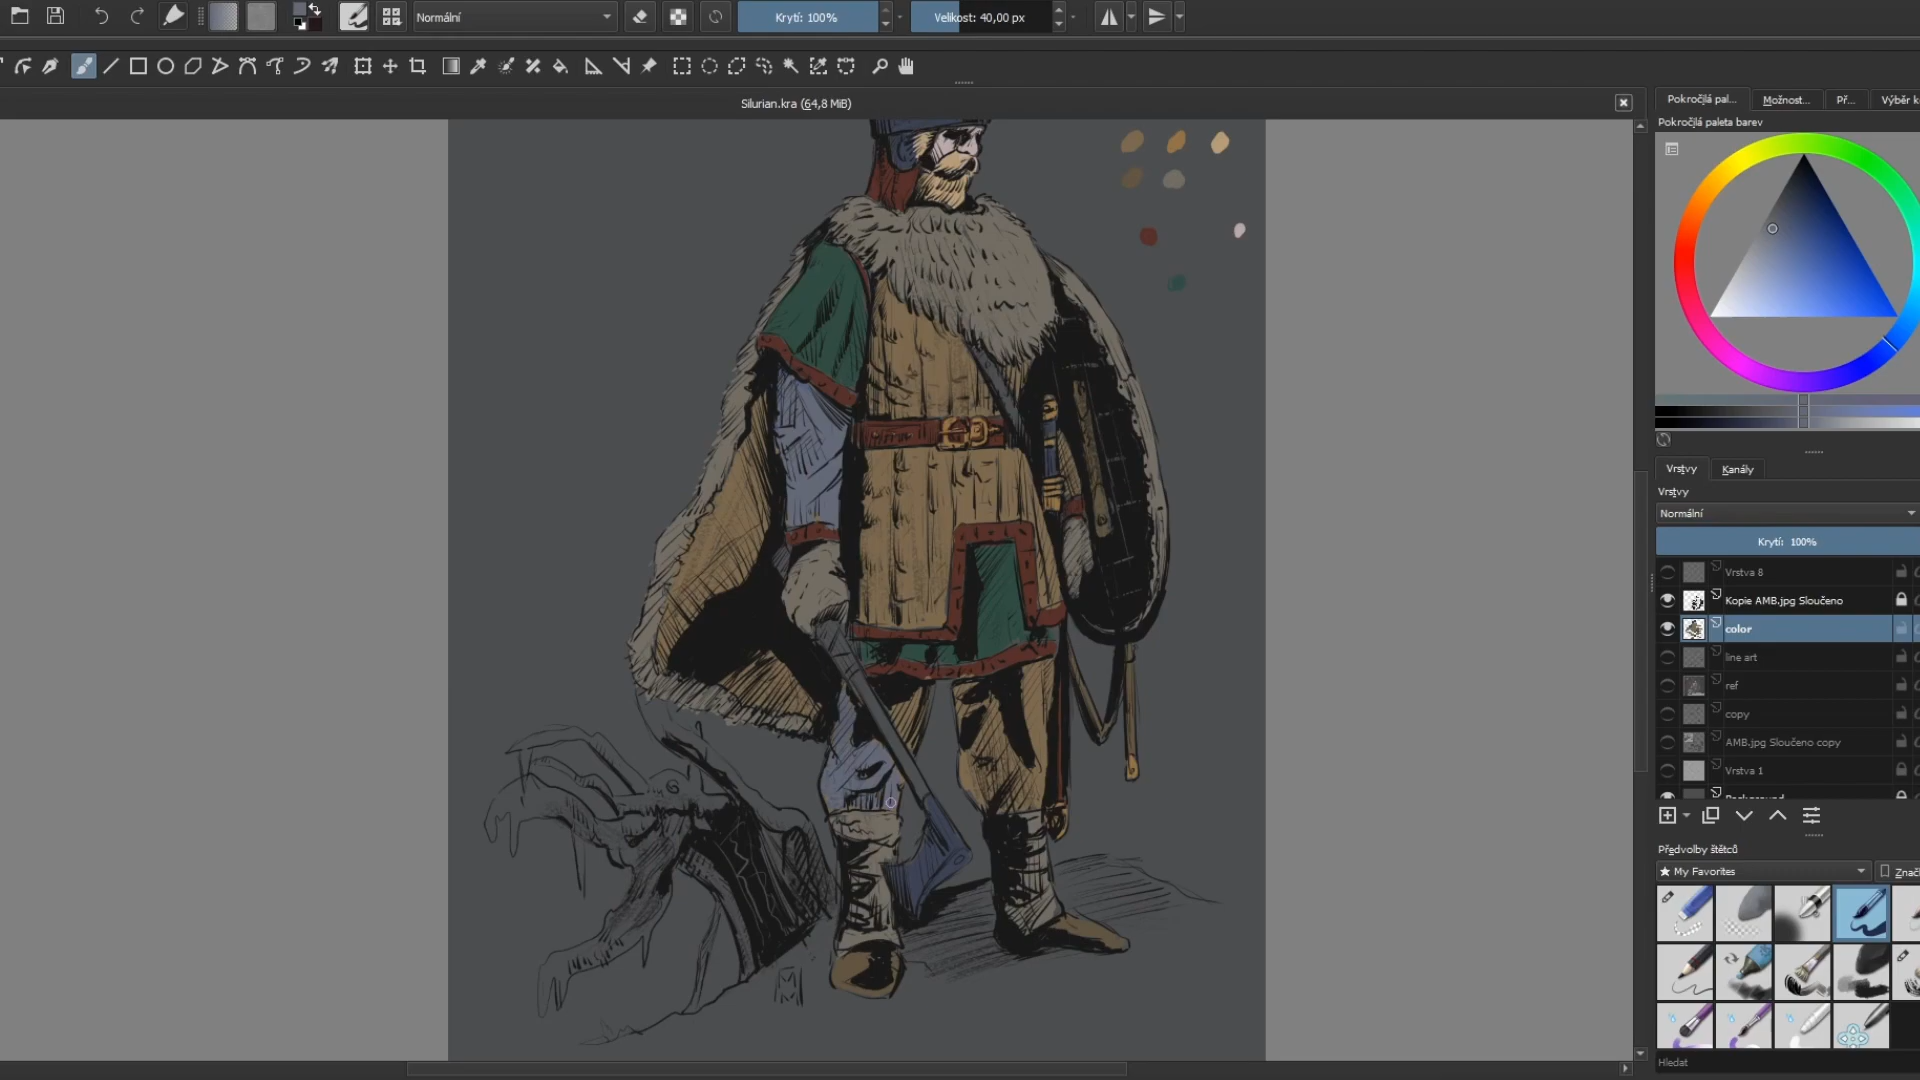 Normální
Krytí: 100%
Velikost: 40,00 px
Silurian.kra (64,8 MiB)
Pokročilá pal...
Možnost...
Př...
Výběr k
Pokročilá paleta barev
Vrstvy
Kanály
Vrstvy
Normální
Krytí: 100%
Vrstva 8
Kopie AMB.jpg Sloučeno
color
line art
ref
copy
AMB.jpg Sloučeno copy
Vrstva 1
Background
Předvolby štětců
★ My Favorites
Znač
Hledat